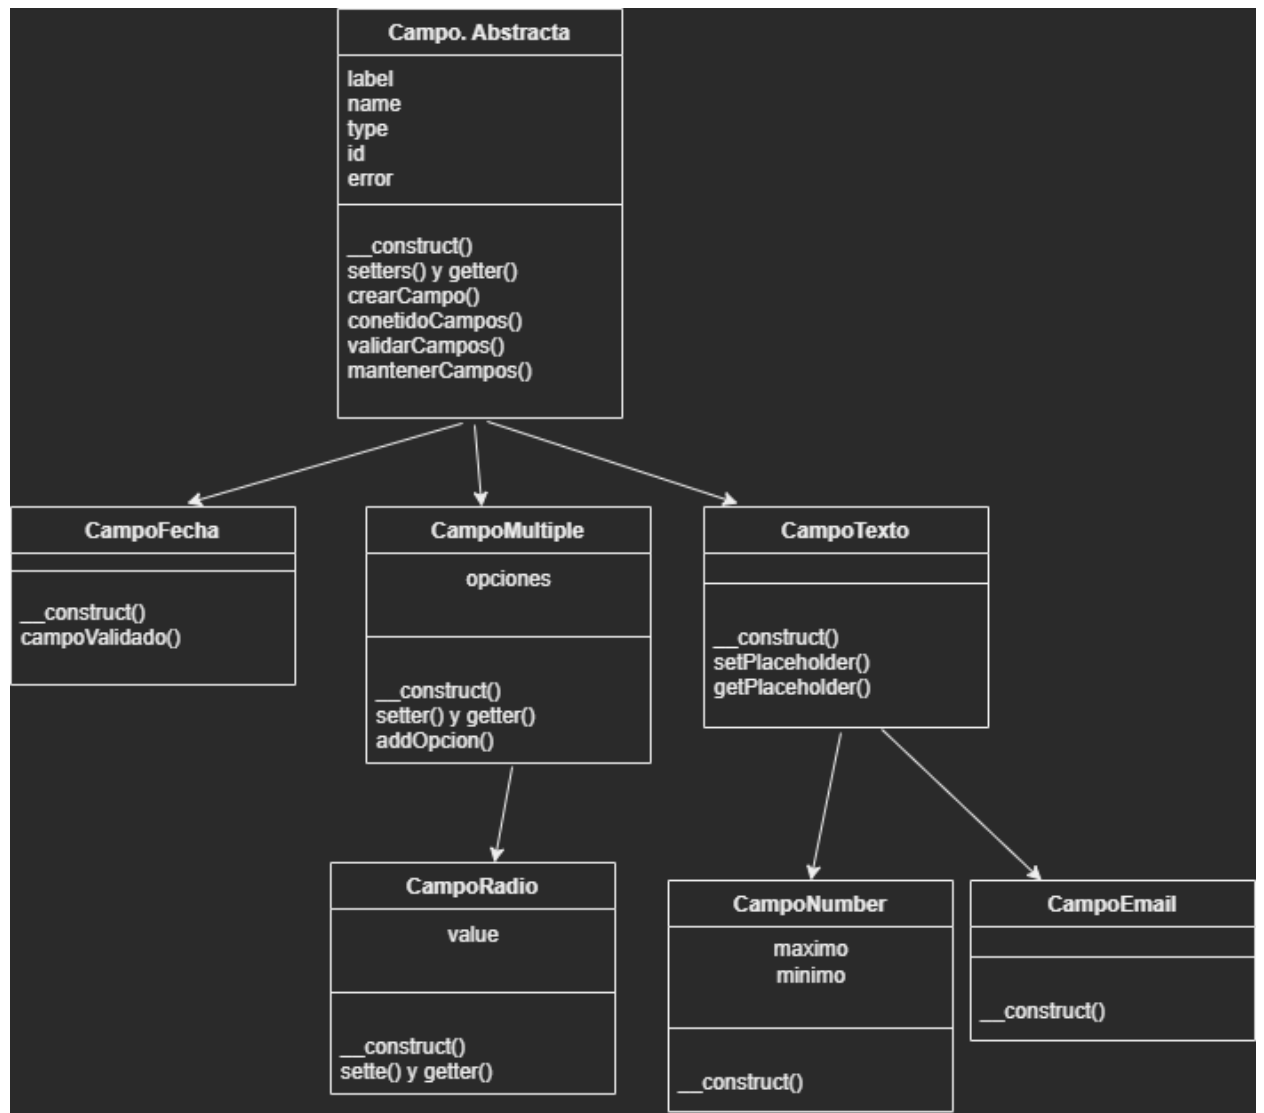 Campo. Abstracta
label
name
type
id
error
__construct()
setters() y getter()
crearCampo()
conetidoCampos()
validarCampos()
mantenerCampos()
CampoFecha
__construct()
campoValidado()
CampoMultiple
opciones
__construct()
setter() y getter()
addOpcion()
CampoTexto
__construct()
setPlaceholder()
getPlaceholder()
CampoRadio
value
__construct()
sette() y getter()
CampoNumber
maximo
minimo
__construct()
CampoEmail
__construct()